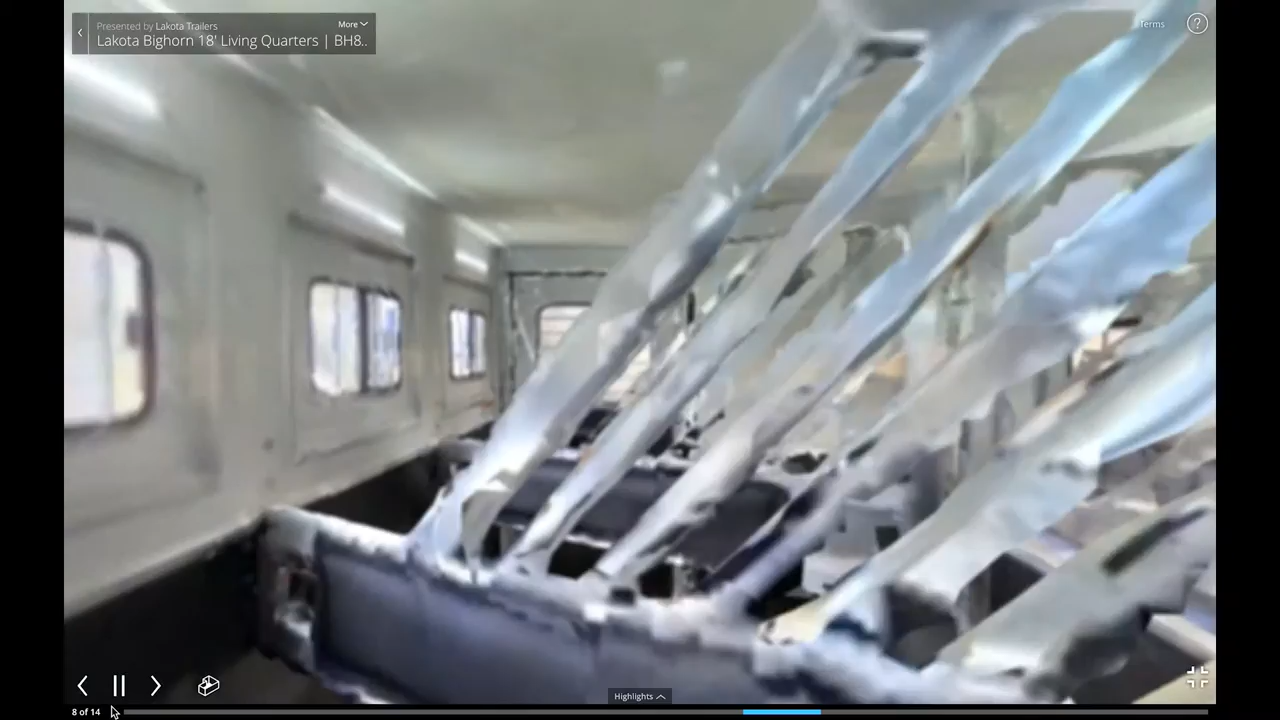 Presented by Lakota Trailers
More
Lakota Bighorn 18' Living Quarters | BH8..
Terms
?
Highlights
8 of 14